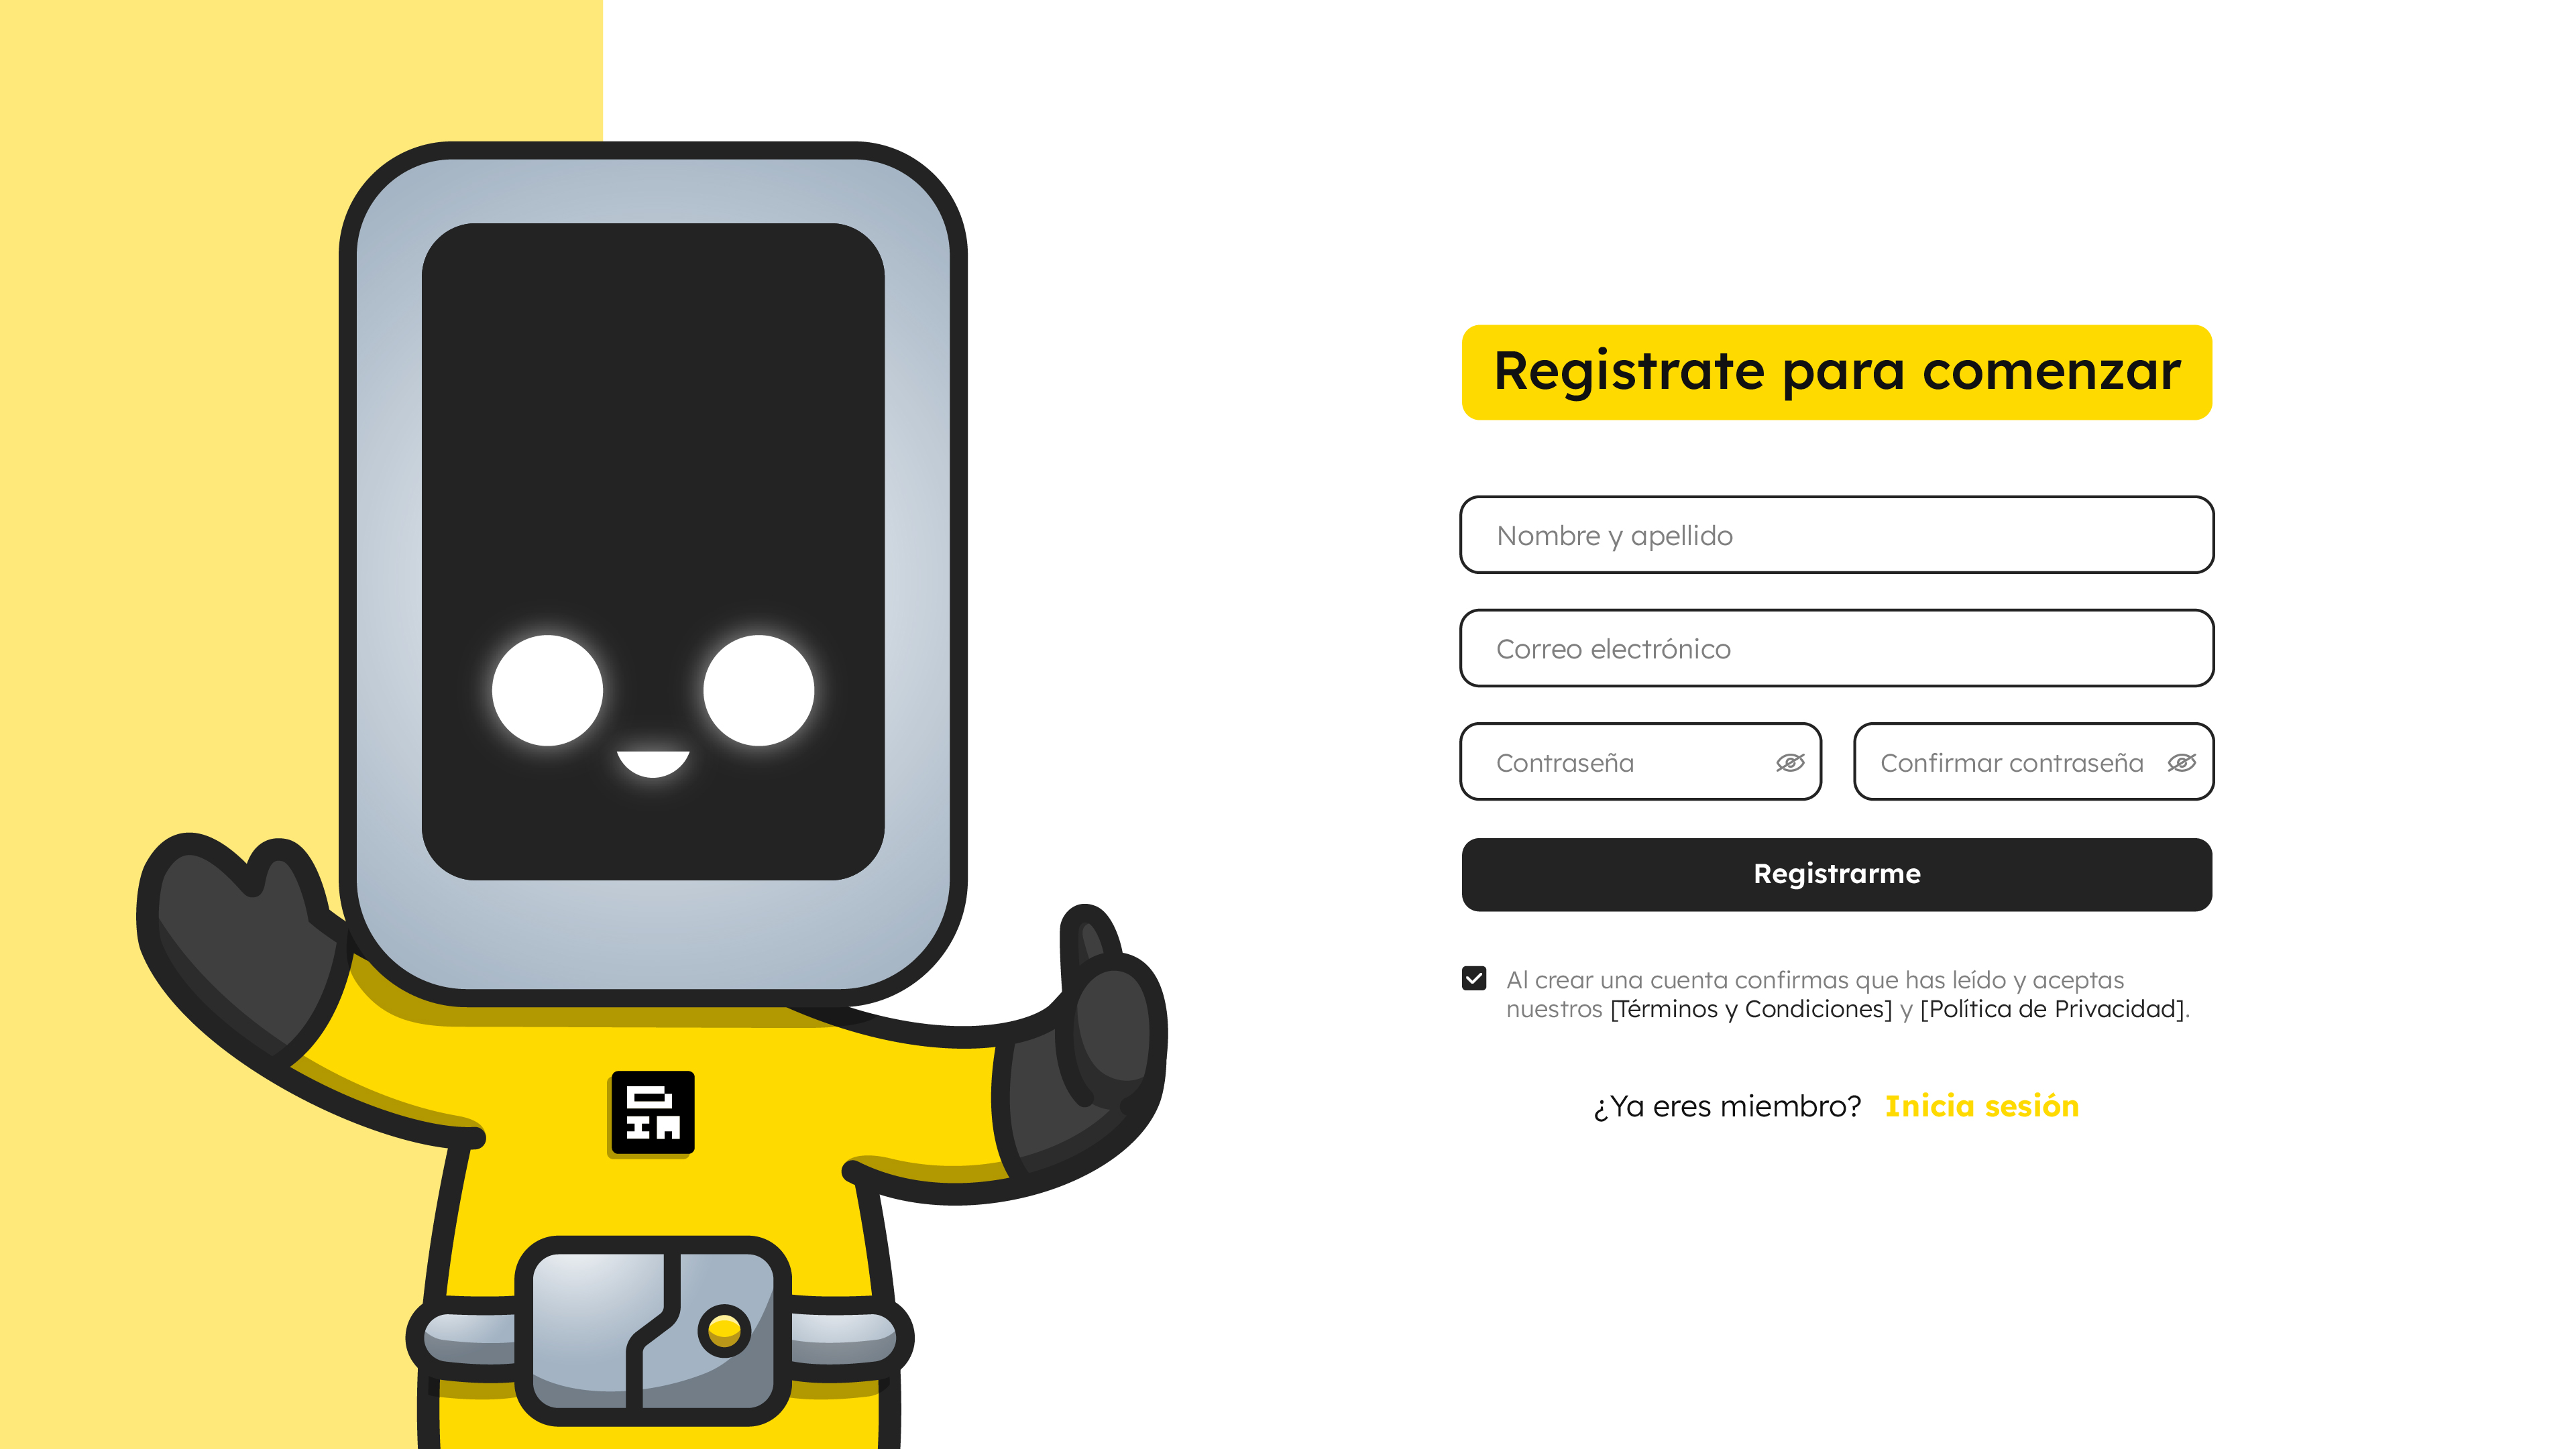 Registrate para comenzar
Nombre y apellido
Correo electrónico
Contraseña
Confirmar contraseña
Registrarme
Al crear una cuenta confirmas que has leído y aceptas
nuestros [Términos y Condiciones] y [Política de Privacidad].
¿Ya eres miembro? Inicia sesión